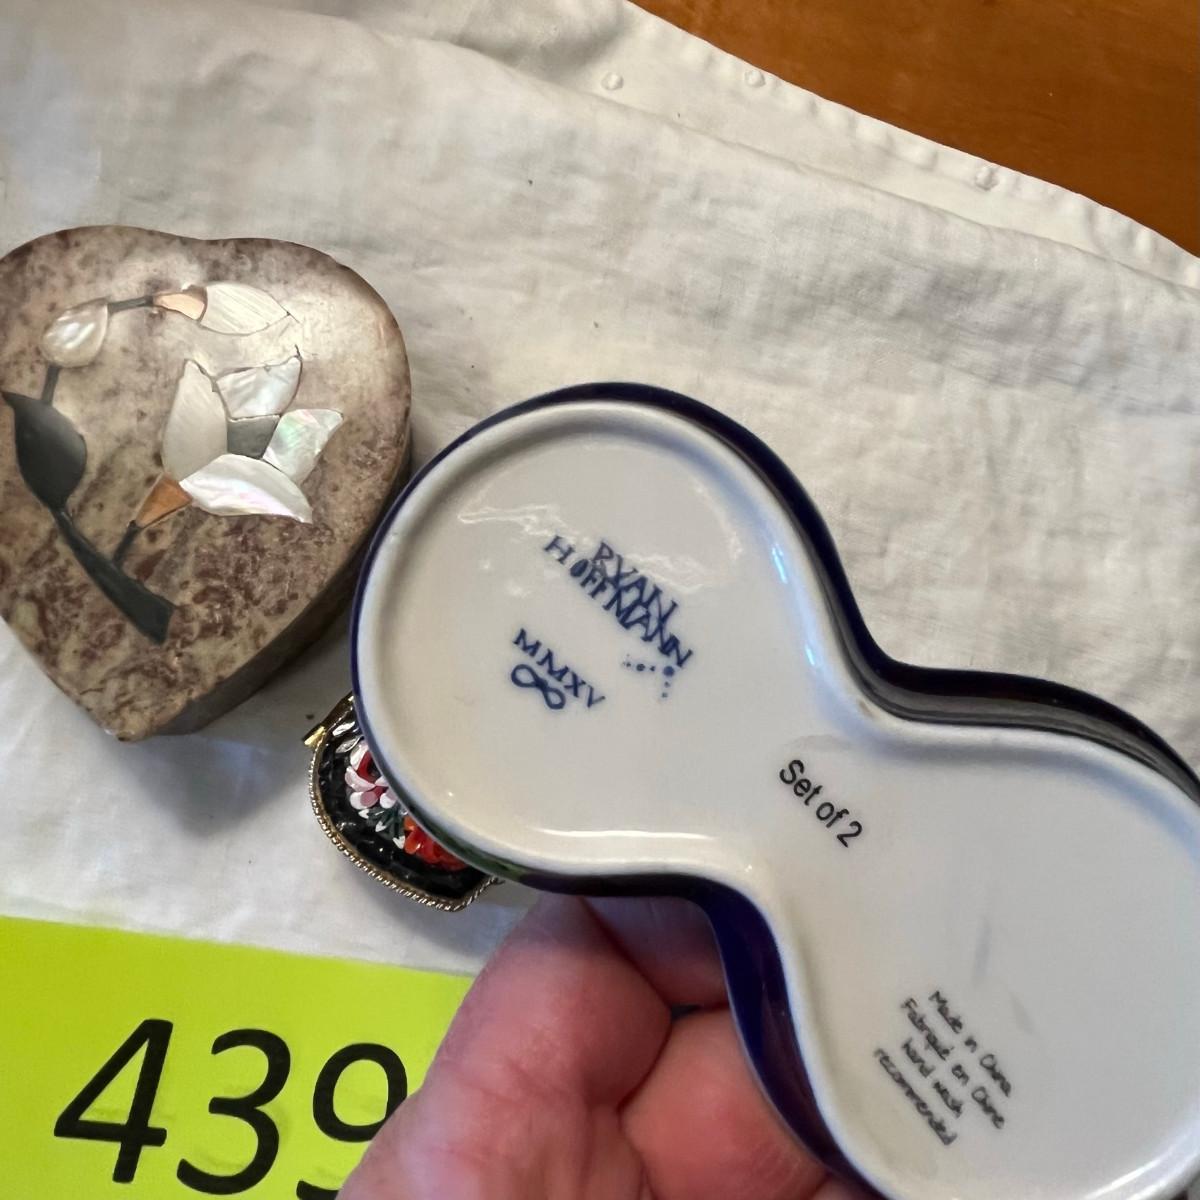 RYAN
HOFFMANN
MMXV
Set of 2
Made in China
Fabriqué en Chine
hand wash
recommended
439